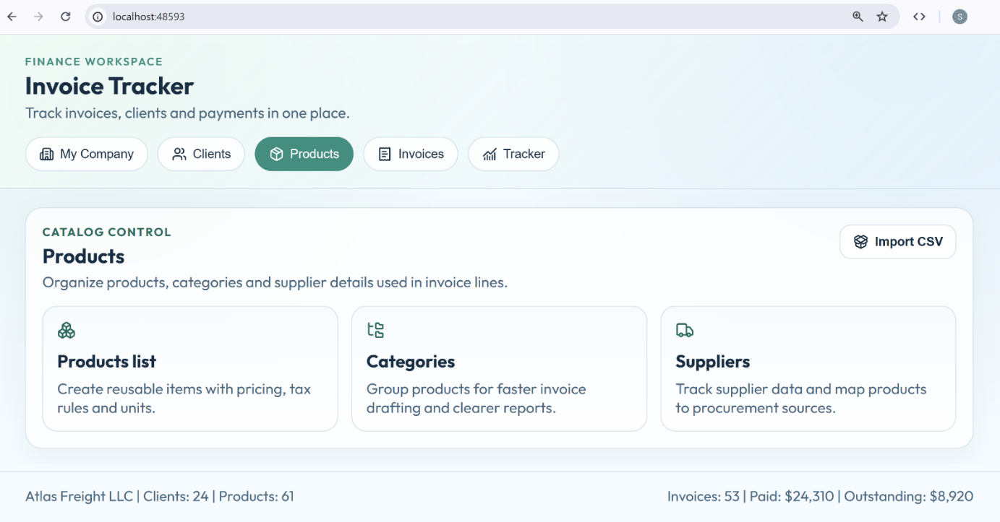 localhost:48593
S
FINANCE WORKSPACE
Invoice Tracker
Track invoices, clients and payments in one place.
My Company
Clients
Products
Invoices
Tracker
CATALOG CONTROL
Import CSV
Products
Organize products, categories and supplier details used in invoice lines.
Products list
Create reusable items with pricing, tax
rules and units.
Categories
Group products for faster invoice
drafting and clearer reports.
Suppliers
Track supplier data and map products
to procurement sources.
Atlas Freight LLC | Clients: 24 | Products: 61
Invoices: 53 | Paid: $24,310 | Outstanding: $8,920